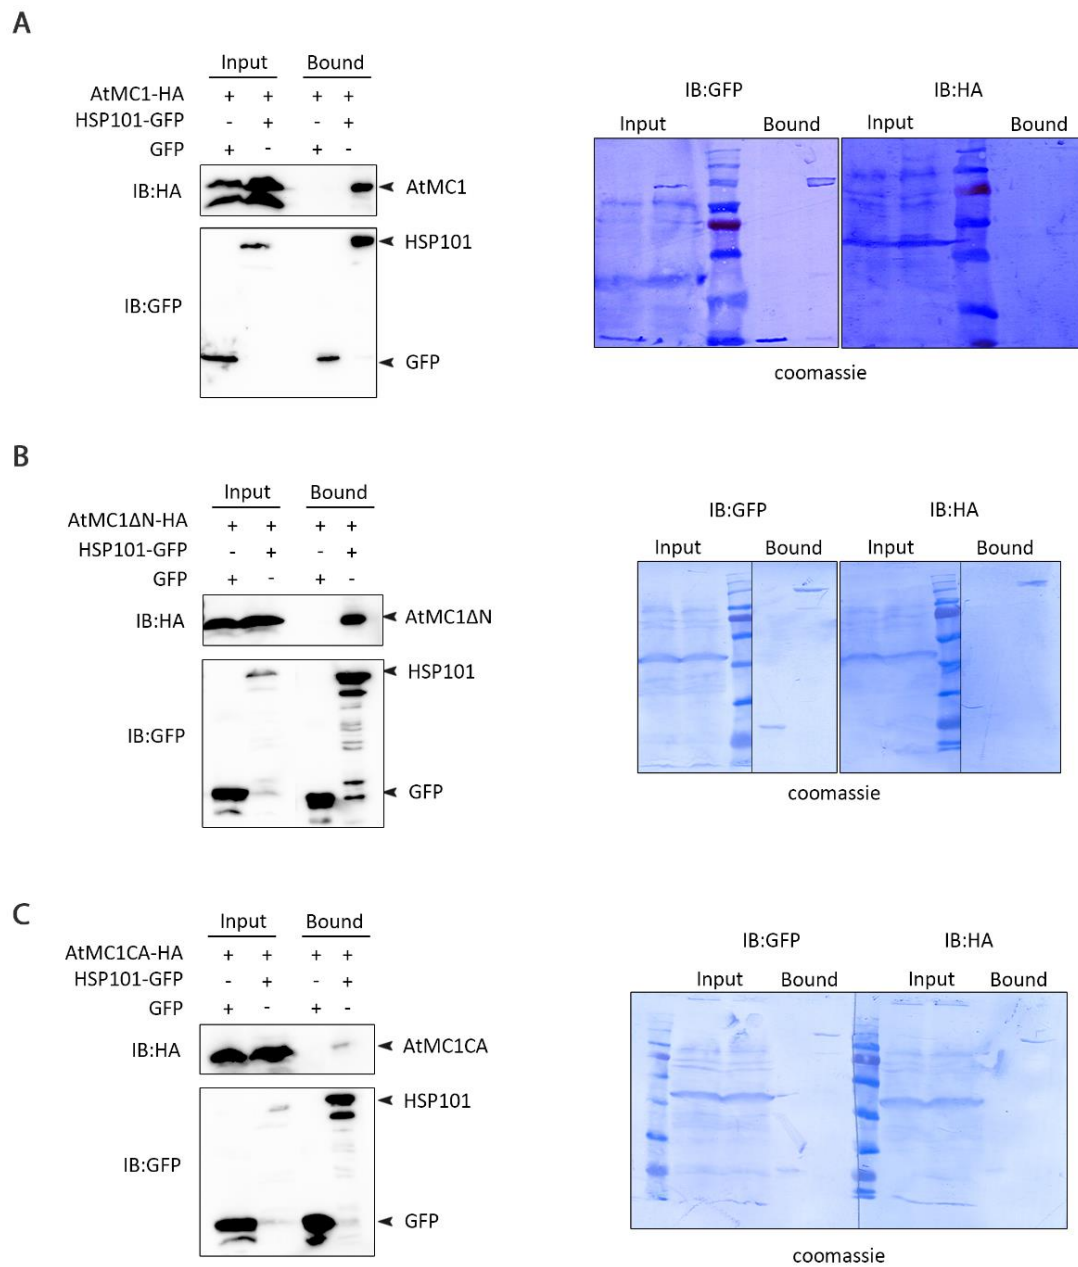 A
Input Bound
AtMC1-HA + + + +
HSP101-GFP - + - +
GFP + - + -
IB:HA AtMC1
HSP101
IB:GFP
GFP
IB:GFP IB:HA
Input Bound Input Bound
coomassie
B
Input Bound
AtMC1ΔN-HA + + + +
HSP101-GFP - + - +
GFP + - + -
IB:HA AtMC1ΔN
HSP101
IB:GFP
GFP
IB:GFP IB:HA
Input Bound Input Bound
coomassie
C
Input Bound
AtMC1CA-HA + + + +
HSP101-GFP - + - +
GFP + - + -
IB:HA AtMC1CA
HSP101
IB:GFP
GFP
IB:GFP IB:HA
Input Bound Input Bound
coomassie